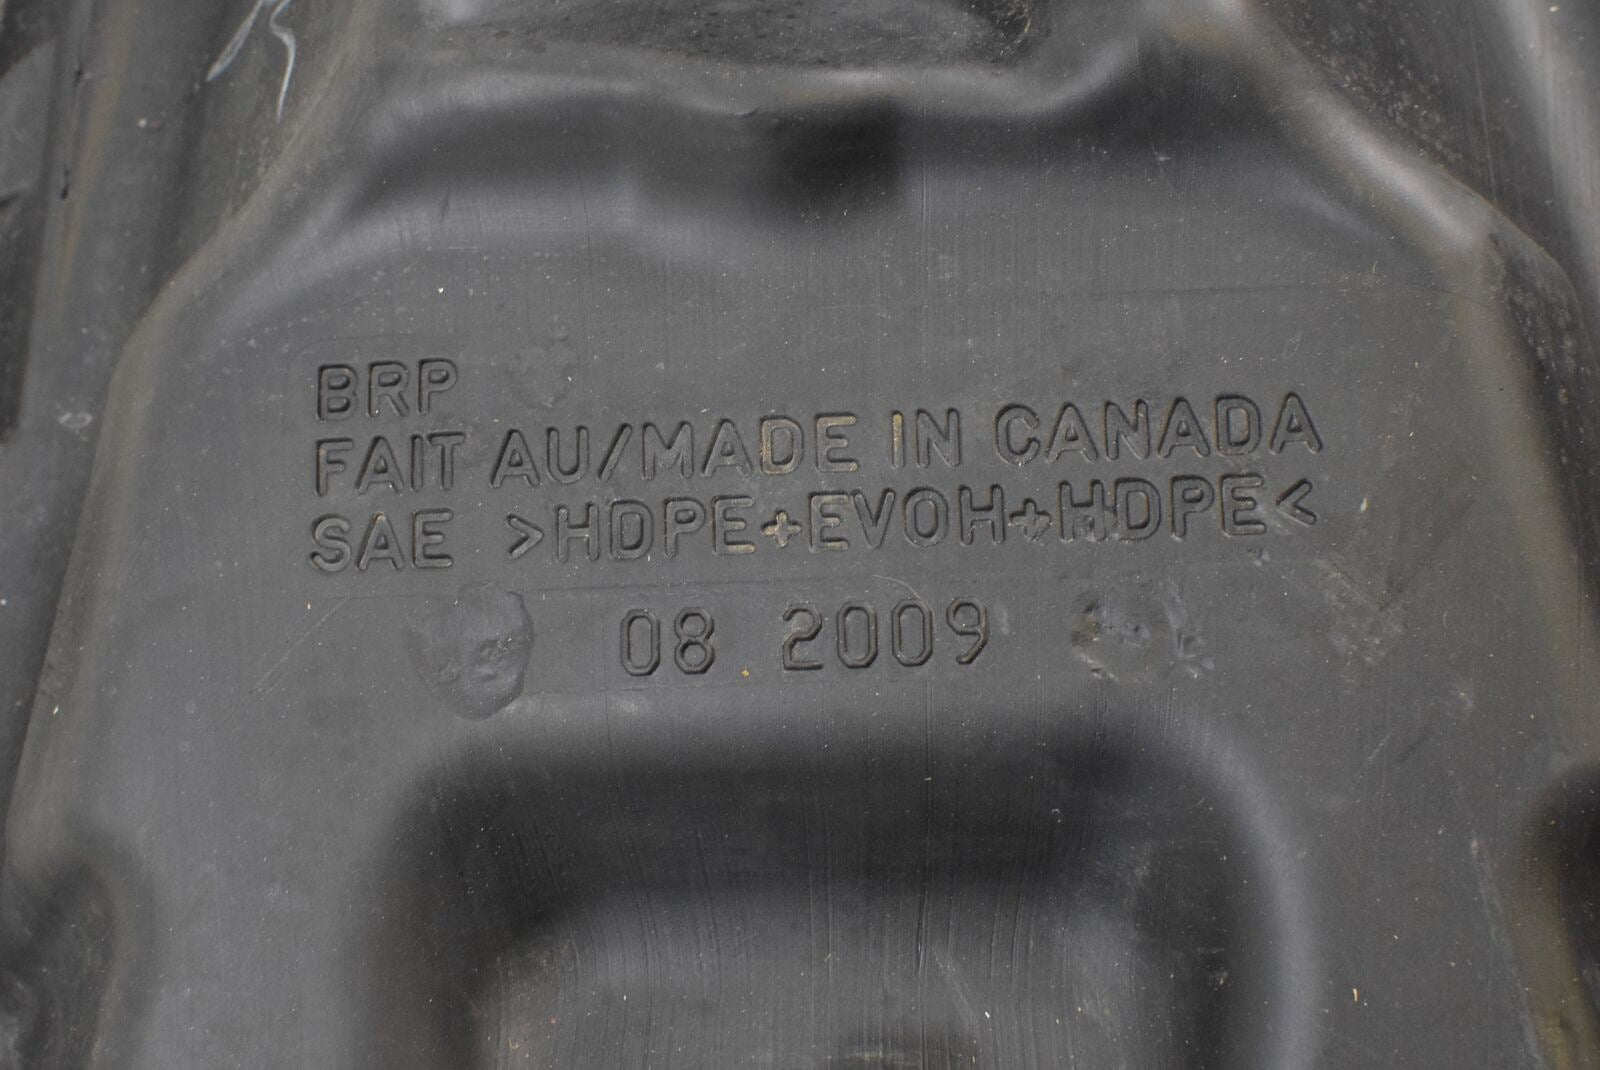 BRP
FAIT AU/MADE IN CANADA
SAE >HDPE+EVOH+HDPE<
08 2009